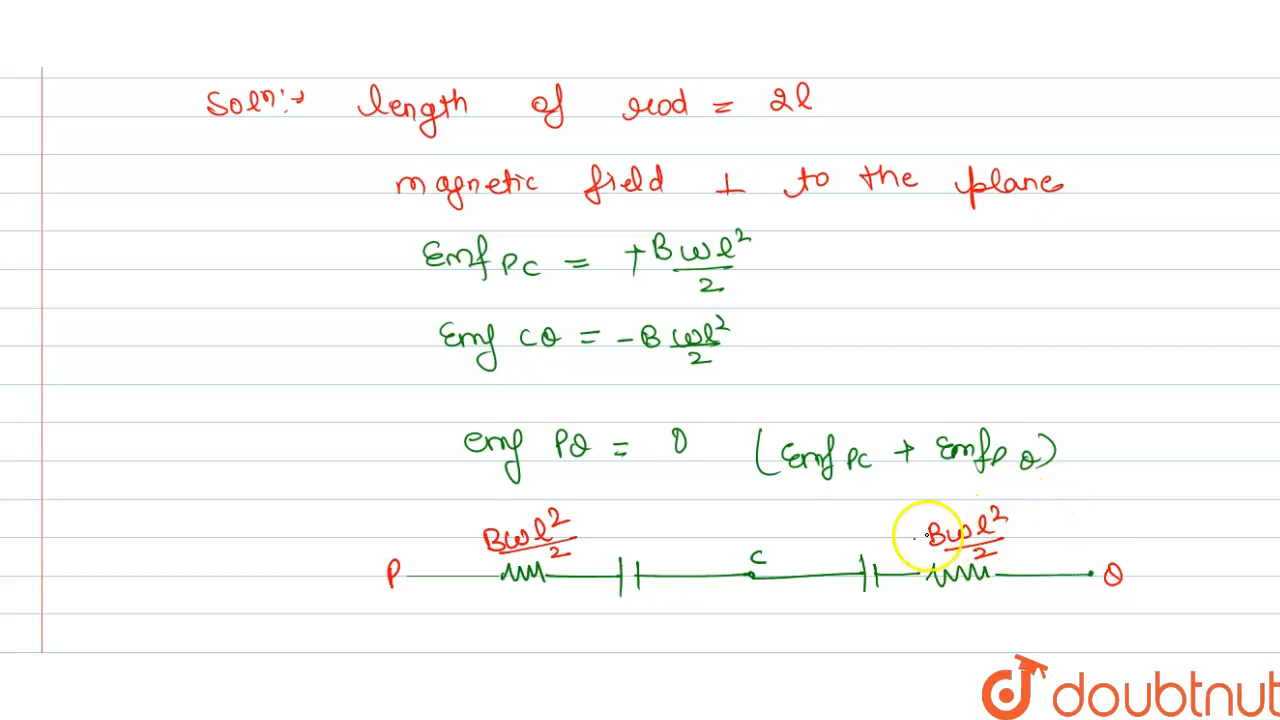 Soln:→ length of rod = 2l
magnetic field ⊥ to the plane
Emf PC = +Bωl²/2
Emf CQ = -Bωl²/2
emf PQ = 0 (Emf PC + Emf PQ)
Bωl²/2 Bωl²/2
P C Q
doubtnut